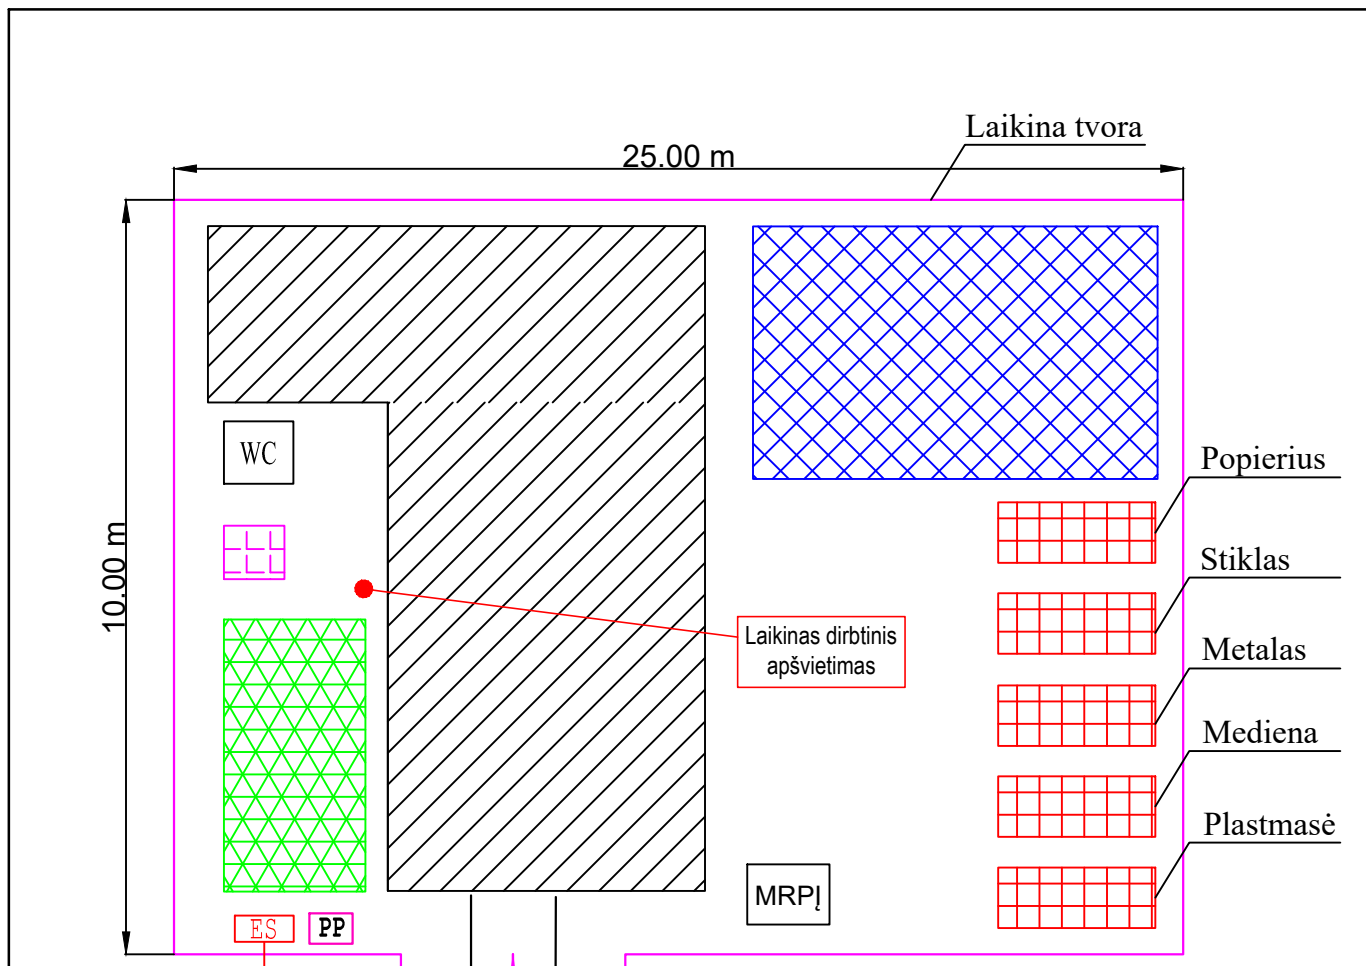 Laikina tvora
25.00 m
10.00 m
WC
Popierius
Stiklas
Laikinas dirbtinis
apšvietimas
Metalas
Mediena
Plastmasė
MRPĮ
ES
PP